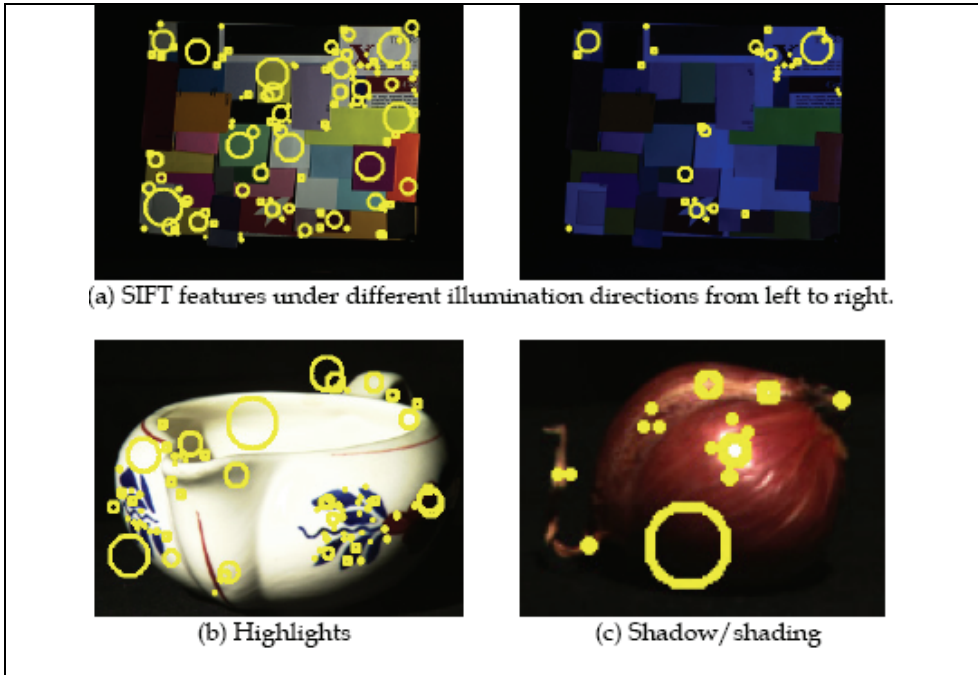 (a) SIFT features under different illumination directions from left to right.
(b) Highlights
(c) Shadow/shading